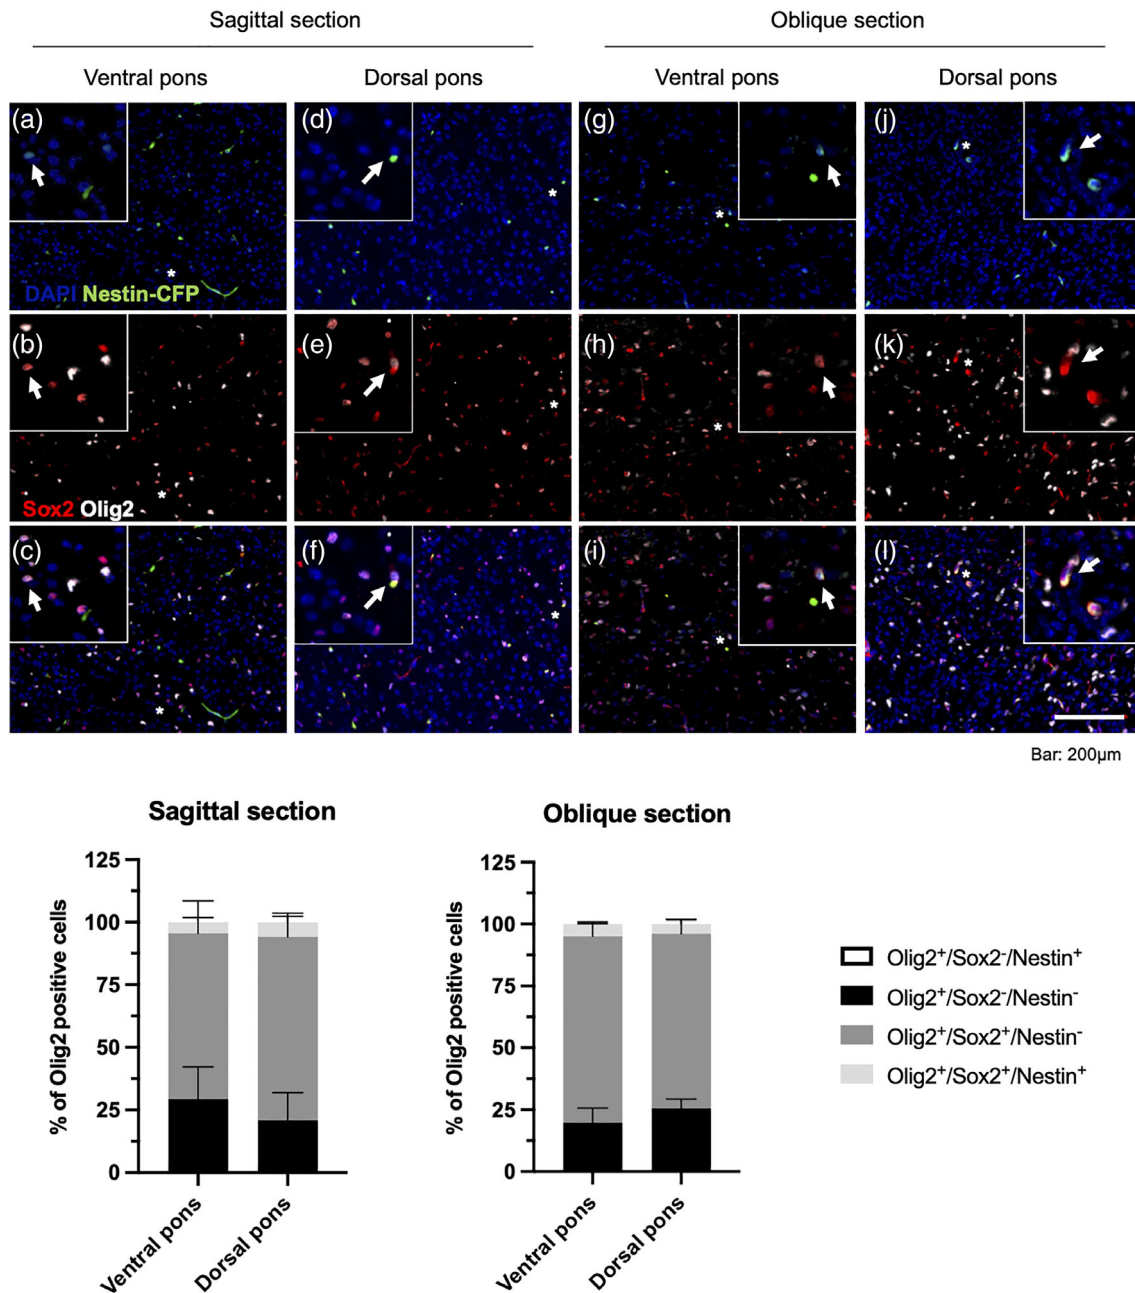 Sagittal section
Oblique section
Ventral pons
Dorsal pons
Ventral pons
Dorsal pons
(a)
(d)
(g)
(j)
*
*
*
*
DAPI Nestin-CFP
(b)
(e)
(h)
(k)
*
*
*
*
Sox2 Olig2
(c)
(f)
(i)
(l)
*
*
*
*
Bar: 200µm
Sagittal section
% of Olig2 positive cells
125
100
75
50
25
0
Ventral pons
Dorsal pons
Oblique section
% of Olig2 positive cells
125
100
75
50
25
0
Ventral pons
Dorsal pons
Olig2⁺/Sox2⁻/Nestin⁺
Olig2⁺/Sox2⁻/Nestin⁻
Olig2⁺/Sox2⁺/Nestin⁻
Olig2⁺/Sox2⁺/Nestin⁺